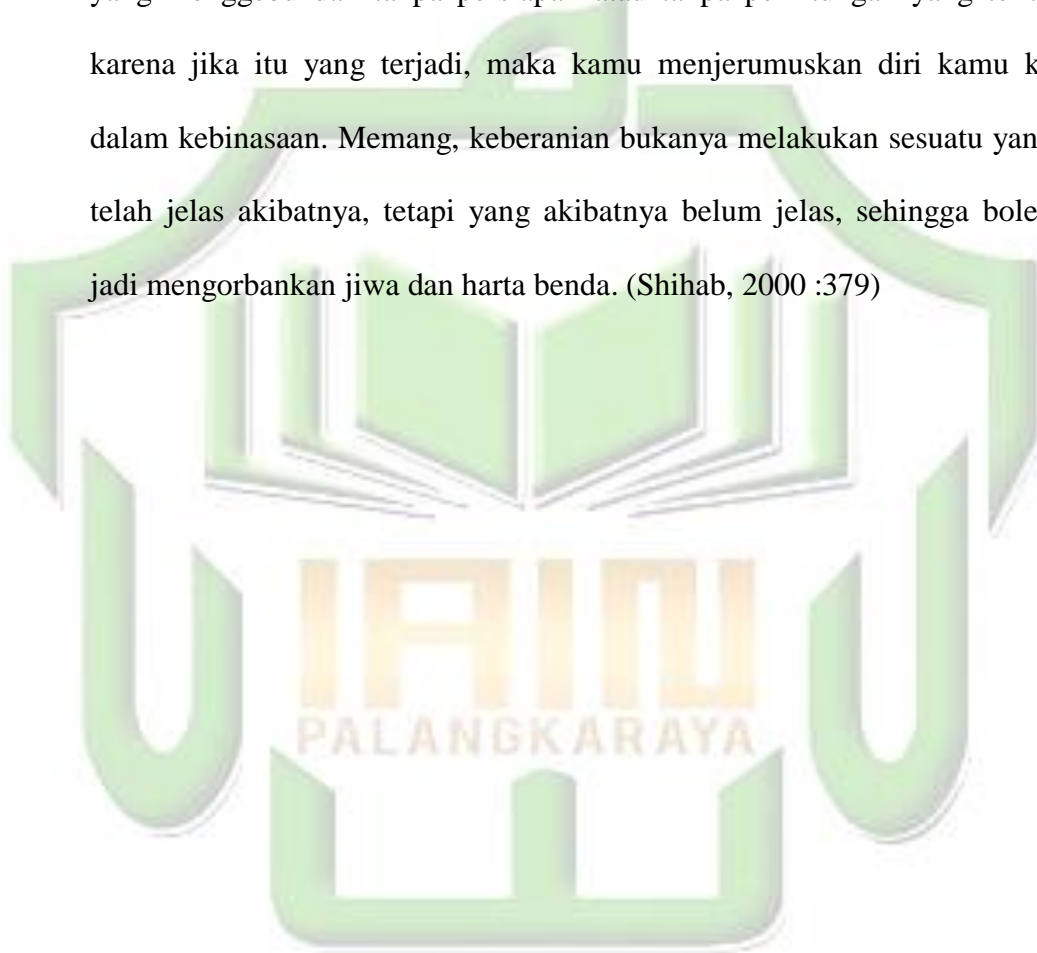 karena jika itu yang terjadi, maka kamu menjerumuskan diri kamu k
dalam kebinasaan. Memang, keberanian bukanya melakukan sesuatu yan
telah jelas akibatnya, tetapi yang akibatnya belum jelas, sehingga bole
jadi mengorbankan jiwa dan harta benda. (Shihab, 2000 :379)
IAIN
PALANGKARAYA